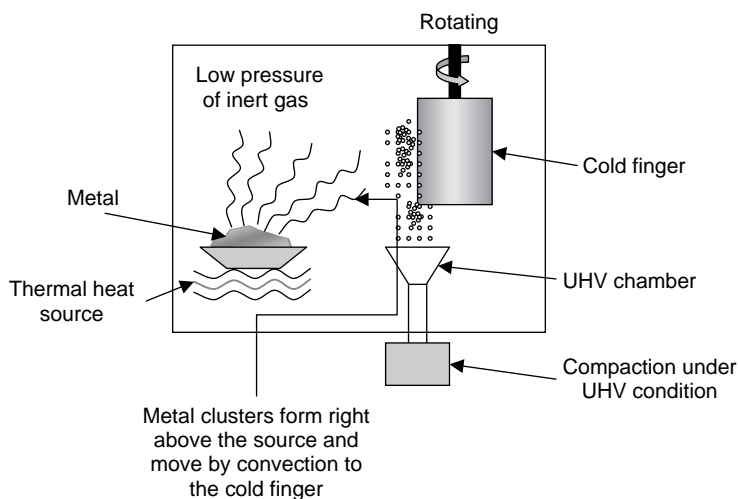 Rotating
Low pressure
of inert gas
Metal
Cold finger
Thermal heat
source
UHV chamber
Compaction under
UHV condition
Metal clusters form right
above the source and
move by convection to
the cold finger